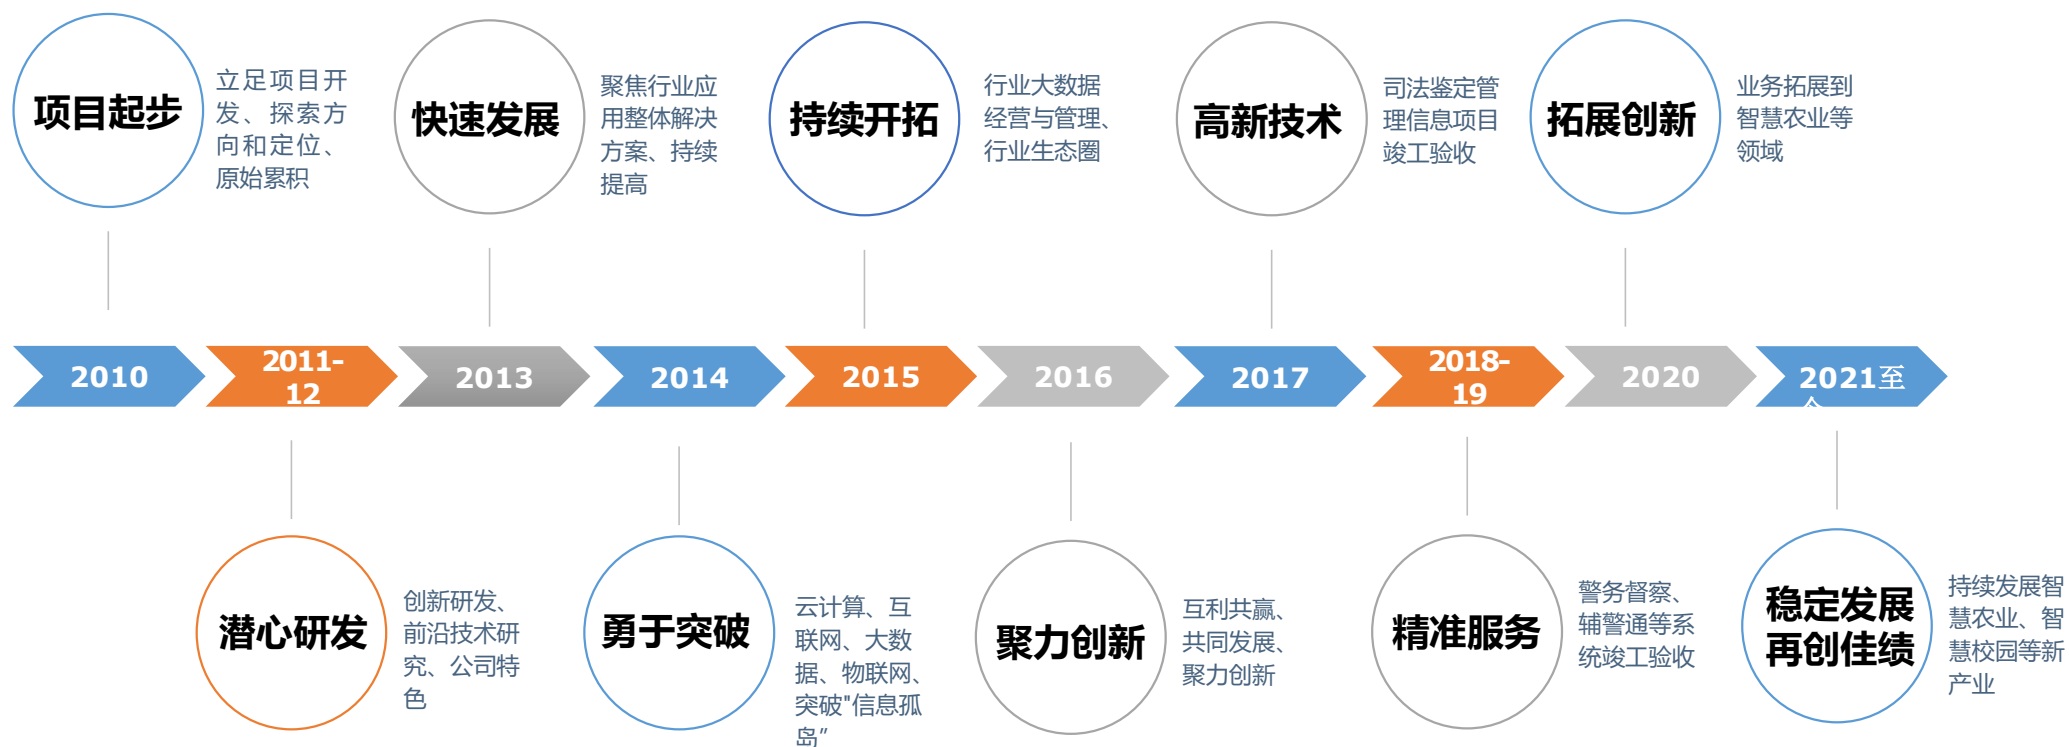 项目起步
立足项目开
发、探索方
向和定位、
原始累积
快速发展
聚焦行业应
用整体解决
方案、持续
提高
持续开拓
行业大数据
经营与管理、
行业生态圈
高新技术
司法鉴定管
理信息项目
竣工验收
拓展创新
业务拓展到
智慧农业等
领域
2010
2011-
12
2013
2014
2015
2016
2017
2018-
19
2020
2021至
今
潜心研发
创新研发、
前沿技术研
究、公司特
色
勇于突破
云计算、互
联网、大数
据、物联网、
突破"信息孤
岛”
聚力创新
互利共赢、
共同发展、
聚力创新
精准服务
警务督察、
辅警通等系
统竣工验收
稳定发展
再创佳绩
持续发展智
慧农业、智
慧校园等新
产业